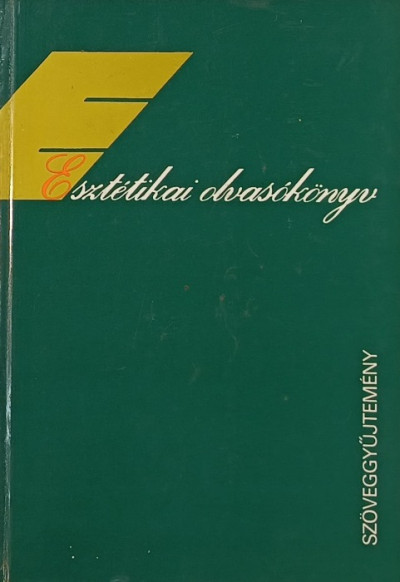 Esztétikai olvasókönyv
SZÖVEGGYŰJTEMÉNY